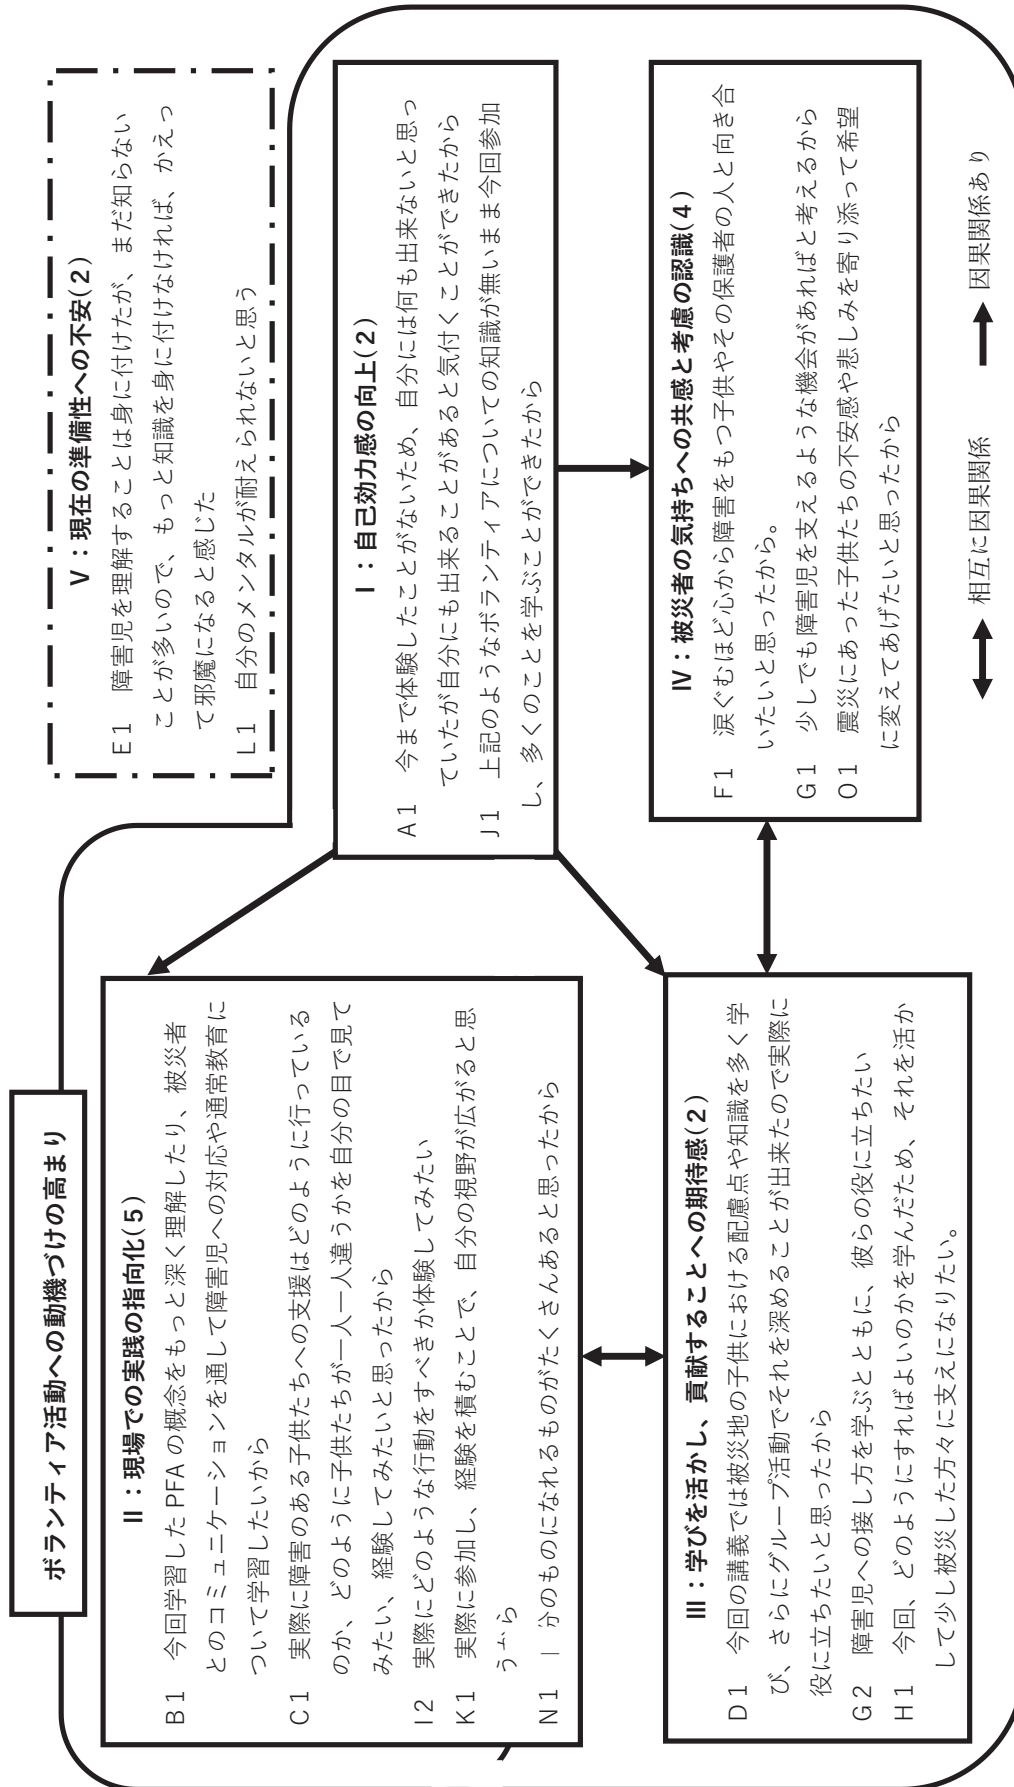 ボランティア活動への動機づけの高まり
Ⅱ：現場での実践の指向化(5)
B1 今回学習したPFAの概念をもっと深く理解したり、被災者
とのコミュニケーションを通して障害児への対応や通常教育に
ついて学習したいから
C1 実際に障害のある子供たちへの支援はどのように行っている
のか、どのように子供たちが一人一人違うかを自分の目で見て
みたい、経験してみたいと思ったから
I2 実際にどのような行動をすべきか体験してみたい
K1 実際に参加し、経験を積むことで、自分の視野が広がると思
うから
N1 分のものになれるものがたくさんあると思ったから
Ⅲ：学びを活かし、貢献することへの期待感(2)
D1 今回の講義では被災地の子供における配慮点や知識を多く学
び、さらにグループ活動でそれを深めることが出来たので実際に
役に立ちたいと思ったから
G2 障害児への接し方を学ぶとともに、彼らの役に立ちたい
H1 今回、どのようにすればよいのかを学んだため、それを活か
して少し被災した方々に支えになりたい。
Ⅴ：現在の準備性への不安(2)
E1 障害児を理解することは身に付けたが、まだ知らない
ことが多いので、もっと知識を身に付けなければ、かえっ
て邪魔になると感じた
L1 自分のメンタルが耐えられないと思う
Ⅰ：自己効力感の向上(2)
A1 今まで体験したことがないため、自分には何も出来ないと思っ
ていたが自分にも出来ることがあると気付くことができたから
J1 上記のようなボランティアについての知識が無いまま今回参加
し、多くのことを学ぶことができたから
Ⅳ：被災者の気持ちへの共感と考慮の認識(4)
F1 涙ぐむほど心から障害をもつ子供やその保護者の人と向き合
いたいと思ったから。
G1 少しでも障害児を支えるような機会があればと考えるから
O1 震災にあった子供たちの不安感や悲しみを寄り添って希望
に変えてあげたいと思ったから
相互に因果関係
因果関係あり